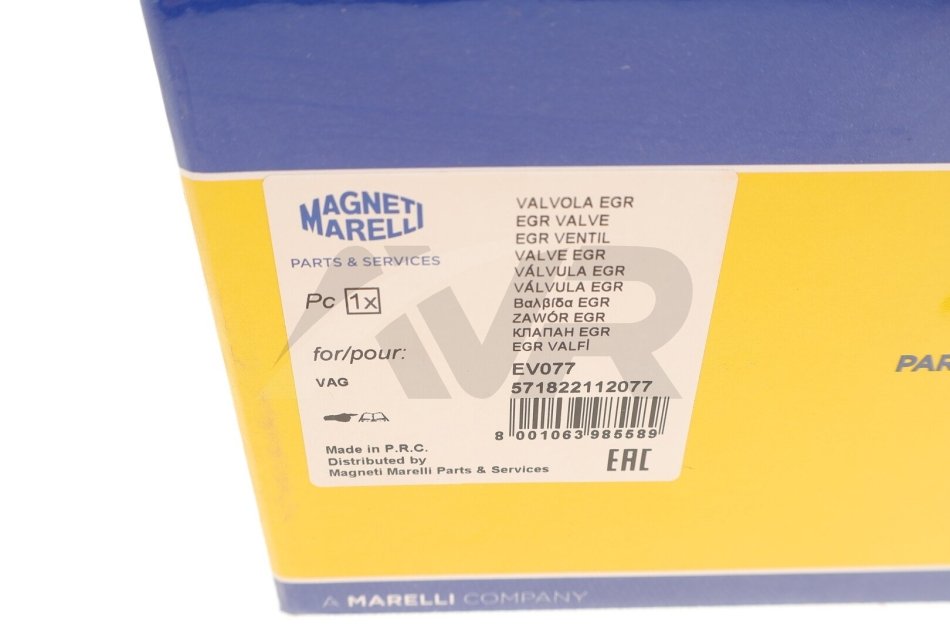 MAGNETI
MARELLI
PARTS & SERVICES
Pc 1x
for/pour:
VAG
Made in P.R.C.
Distributed by
Magneti Marelli Parts & Services
VALVOLA EGR
EGR VALVE
EGR VENTIL
VALVE EGR
VÁLVULA EGR
VÁLVULA EGR
Βαλβίδα EGR
ZAWÓR EGR
КЛАПАН EGR
EGR VALFİ
EV077
571822112077
8 001063 985589
EAC
PAR
AIVR
A MARELLI COMPANY